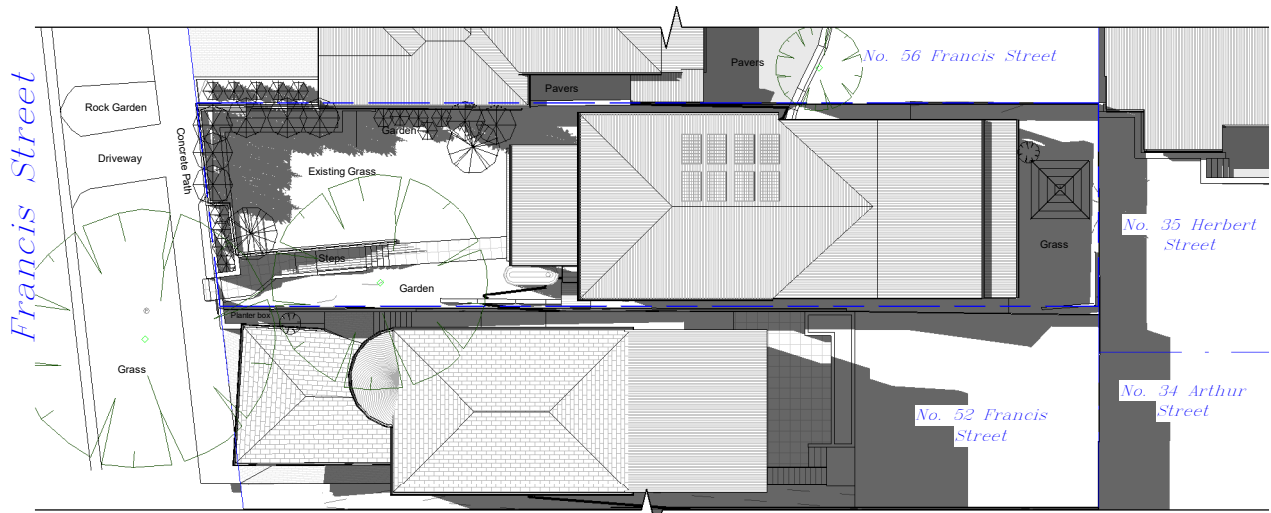 Francis Street
Rock Garden
Driveway
Concrete Path
Grass
Pavers
Pavers
No. 56 Francis Street
Garden
Existing Grass
Steps
Garden
Planter box
Grass
No. 35 Herbert
Street
No. 34 Arthur
Street
No. 52 Francis
Street